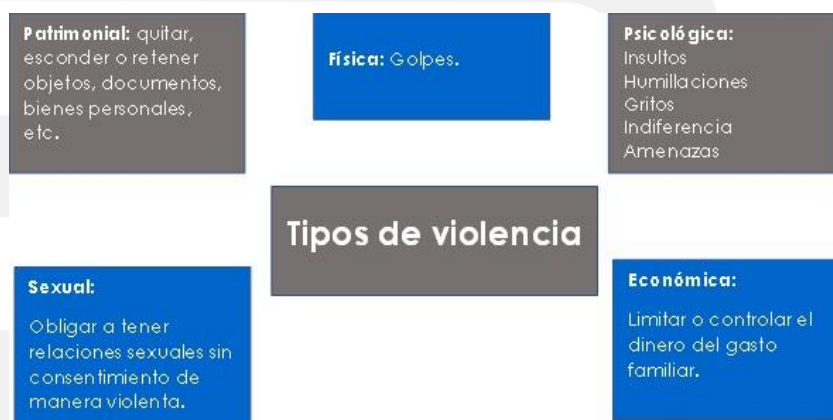 Patrimonial: quitar,
esconder o retener
objetos, documentos,
bienes personales,
etc.
Física: Golpes.
Psicológica:
Insultos
Humillaciones
Gritos
Indiferencia
Amenazas
Tipos de violencia
Sexual:
Obligar a tener
relaciones sexuales sin
consentimiento de
manera violenta.
Económica:
Limitar o controlar el
dinero del gasto
familiar.